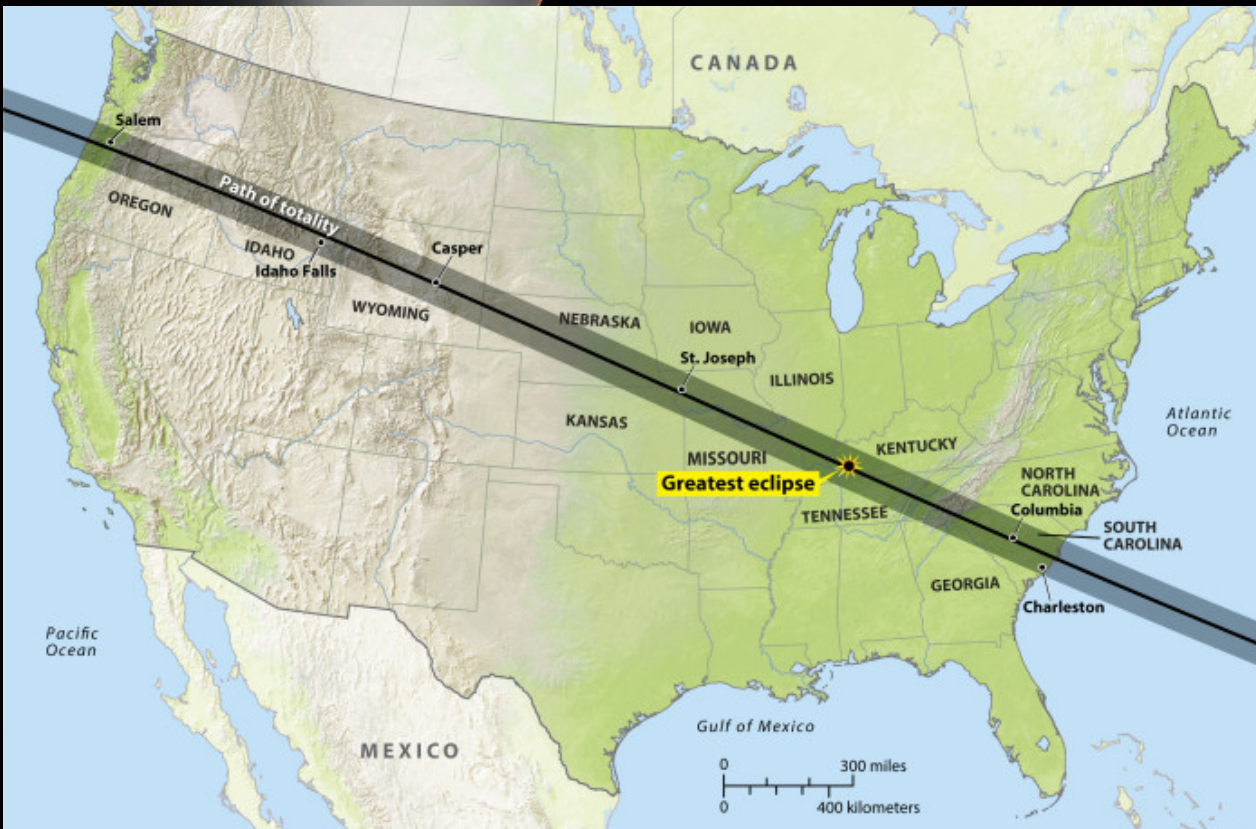 CANADA
Salem
Path of totality
OREGON
IDAHO
Idaho Falls
Casper
WYOMING
NEBRASKA
IOWA
St. Joseph
ILLINOIS
KANSAS
MISSOURI
KENTUCKY
Atlantic
Ocean
Greatest eclipse
TENNESSEE
NORTH
CAROLINA
Columbia
SOUTH
CAROLINA
GEORGIA
Charleston
Pacific
Ocean
Gulf of Mexico
MEXICO
0 300 miles
0 400 kilometers